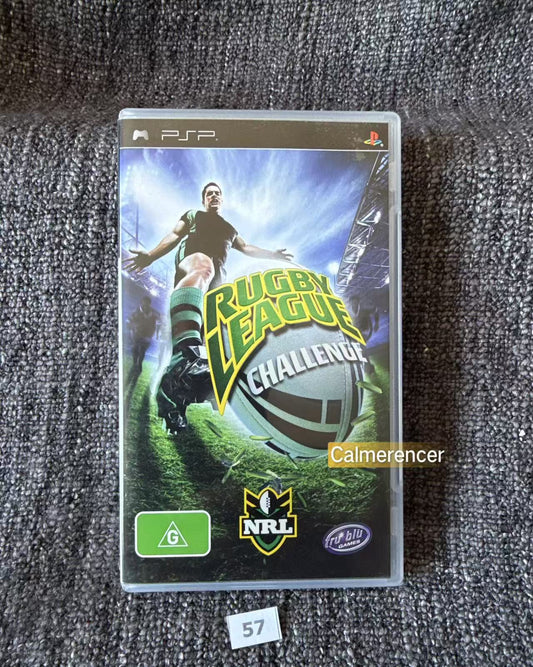 PSP
RUGBY
LEAGUE
CHALLENGE
Calmerencer
G
NRL
tru blu
GAMES
57